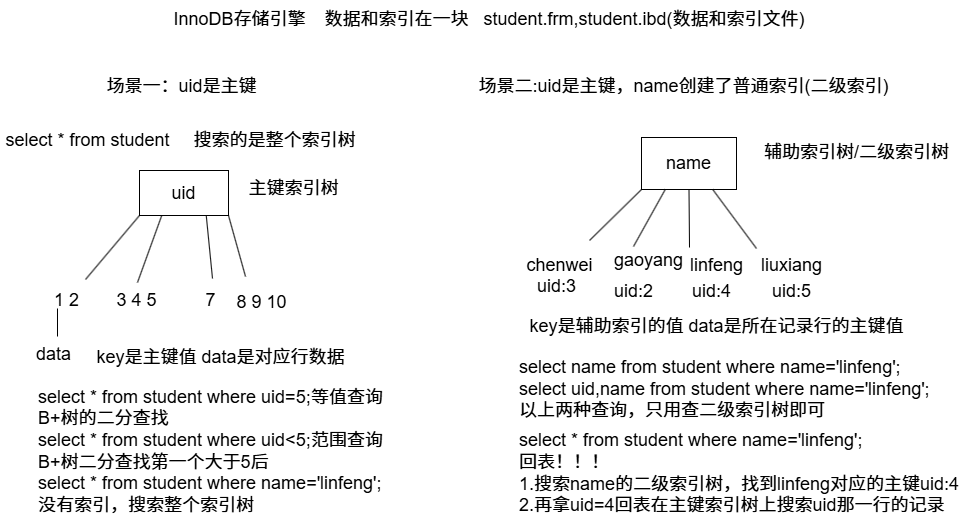 InnoDB存储引擎 数据和索引在一块 student.frm,student.ibd(数据和索引文件)
场景一：uid是主键
select * from student 搜索的是整个索引树
uid
主键索引树
1 2
3 4 5
7
8 9 10
data
key是主键值 data是对应行数据
select * from student where uid=5;等值查询
B+树的二分查找
select * from student where uid<5;范围查询
B+树二分查找第一个大于5后
select * from student where name='linfeng';
没有索引，搜索整个索引树
场景二:uid是主键，name创建了普通索引(二级索引)
name
辅助索引树/二级索引树
chenwei
uid:3
gaoyang
uid:2
linfeng
uid:4
liuxiang
uid:5
key是辅助索引的值 data是所在记录行的主键值
select name from student where name='linfeng';
select uid,name from student where name='linfeng';
以上两种查询，只用查二级索引树即可
select * from student where name='linfeng';
回表！！！
1.搜索name的二级索引树，找到linfeng对应的主键uid:4
2.再拿uid=4回表在主键索引树上搜索uid那一行的记录